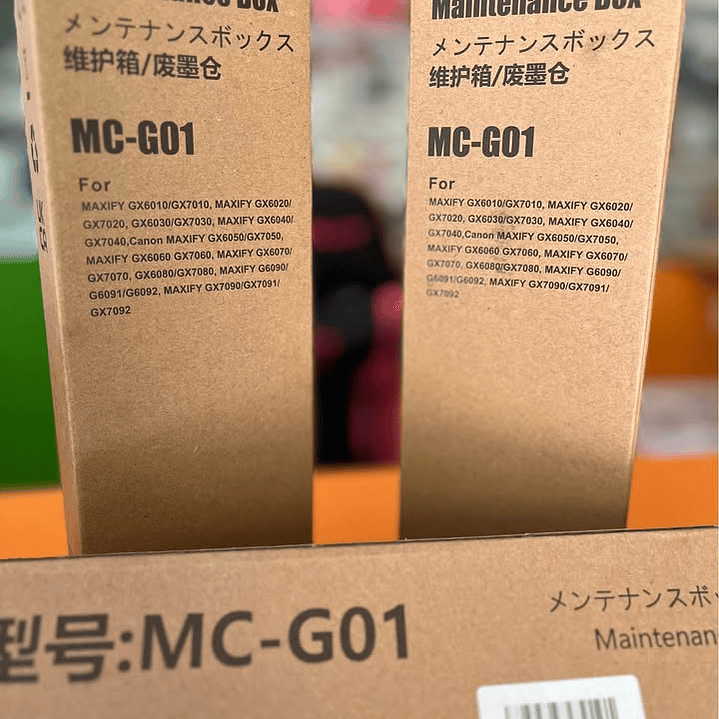 Maintenance Box
メンテナンスボックス
维护箱/废墨仓
MC-G01
For
MAXIFY GX6010/GX7010, MAXIFY GX6020/
GX7020, GX6030/GX7030, MAXIFY GX6040/
GX7040,Canon MAXIFY GX6050/GX7050,
MAXIFY GX6060 GX7060, MAXIFY GX6070/
GX7070, GX6080/GX7080, MAXIFY G6090/
G6091/G6092, MAXIFY GX7090/GX7091/
GX7092
Maintenance Box
メンテナンスボックス
维护箱/废墨仓
MC-G01
For
MAXIFY GX6010/GX7010, MAXIFY GX6020/
GX7020, GX6030/GX7030, MAXIFY GX6040/
GX7040,Canon MAXIFY GX6050/GX7050,
MAXIFY GX6060 GX7060, MAXIFY GX6070/
GX7070, GX6080/GX7080, MAXIFY G6090/
G6091/G6092, MAXIFY GX7090/GX7091/
GX7092
型号:MC-G01
メンテナンスボ
Maintenan